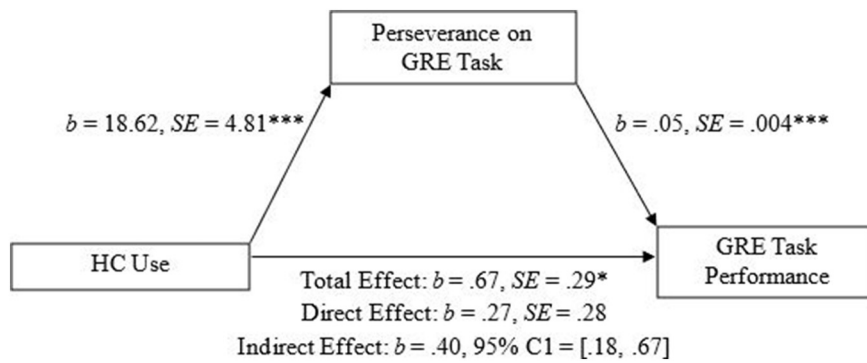 Perseverance on
GRE Task
b = 18.62, SE = 4.81***
b = .05, SE = .004***
HC Use
GRE Task
Performance
Total Effect: b = .67, SE = .29*
Direct Effect: b = .27, SE = .28
Indirect Effect: b = .40, 95% C1 = [.18, .67]